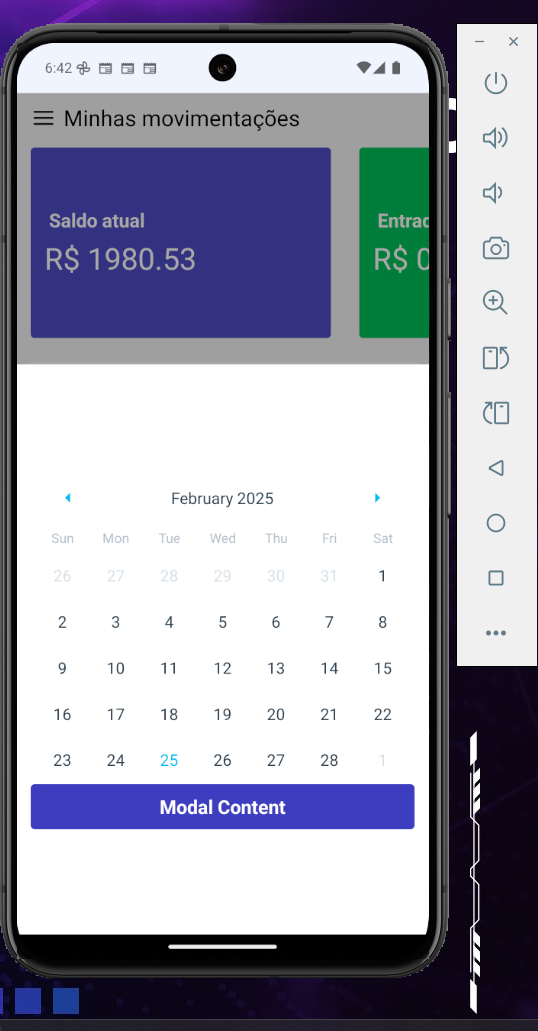 6:42
Minhas movimentações
Saldo atual
R$ 1980.53
Entrad
R$ 0
February 2025
Sun Mon Tue Wed Thu Fri Sat
26 27 28 29 30 31 1
2 3 4 5 6 7 8
9 10 11 12 13 14 15
16 17 18 19 20 21 22
23 24 25 26 27 28 1
Modal Content